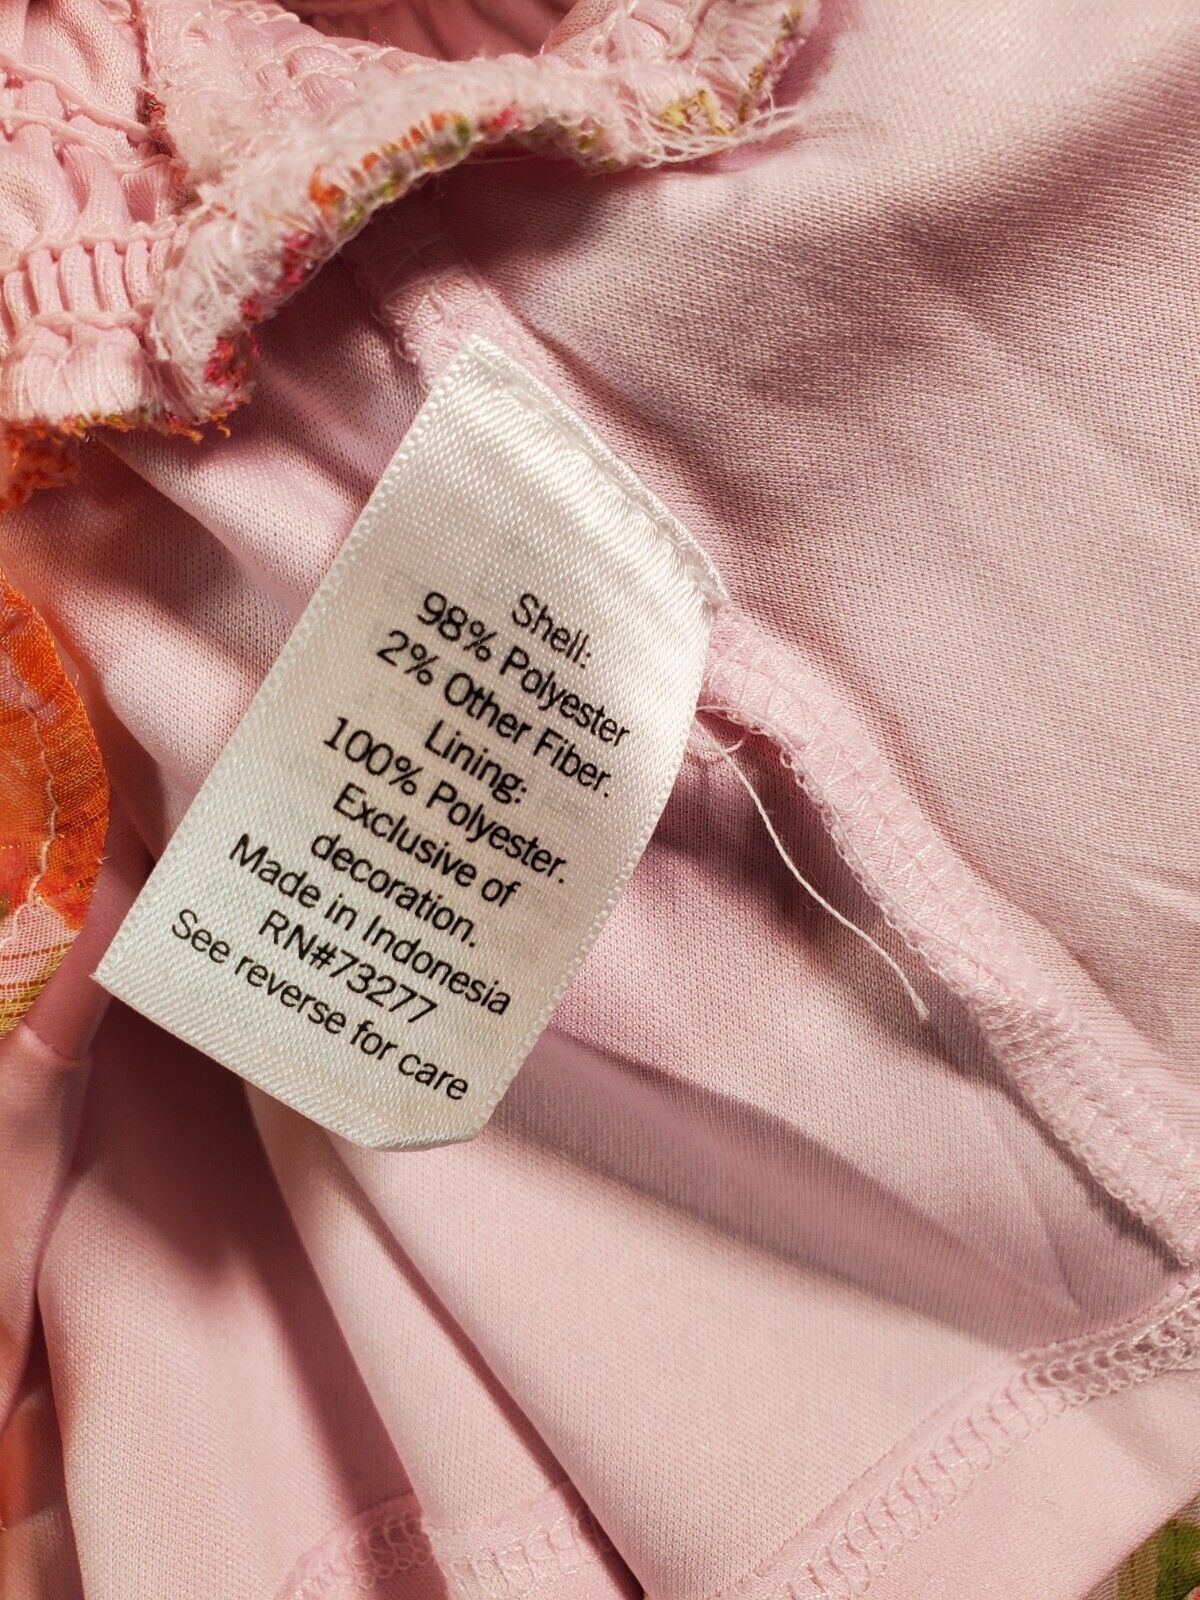 Shell:
98% Polyester
2% Other Fiber.
Lining:
100% Polyester.
Exclusive of
decoration.
Made in Indonesia
RN#73277
See reverse for care